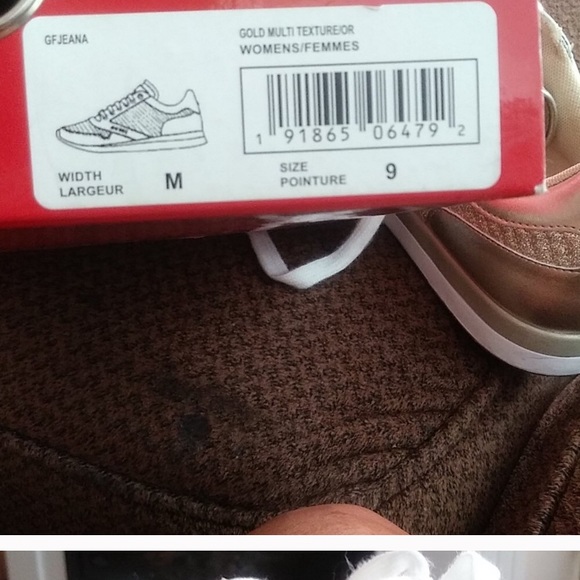 GFJEANA
GOLD MULTI TEXTURE/OR
WOMENS/FEMMES
1 91865 06479 2
WIDTH
LARGEUR
M
SIZE
POINTURE
9